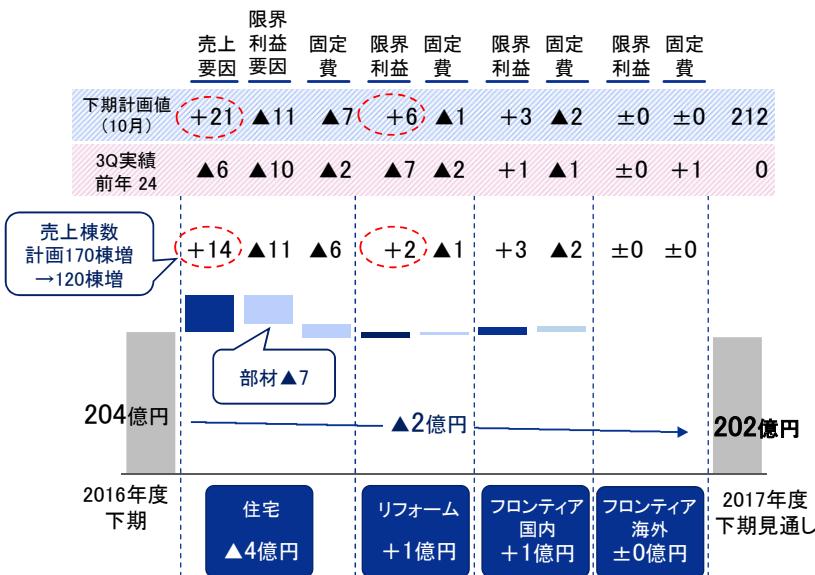 売上
要因
限界
利益
要因
固定
費
限界
利益
固定
費
限界
利益
固定
費
限界
利益
固定
費
下期計画値
（10月）
+21 ▲11 ▲7 +6 ▲1 +3 ▲2 ±0 ±0 212
3Q実績
前年 24
▲6 ▲10 ▲2 ▲7 ▲2 +1 ▲1 ±0 +1 0
売上棟数
計画170棟増
→120棟増
+14 ▲11 ▲6 +2 ▲1 +3 ▲2 ±0 ±0
部材▲7
204億円
▲2億円
202億円
2016年度
下期
住宅
▲4億円
リフォーム
+1億円
フロンティア
国内
+1億円
フロンティア
海外
±0億円
2017年度
下期見通し